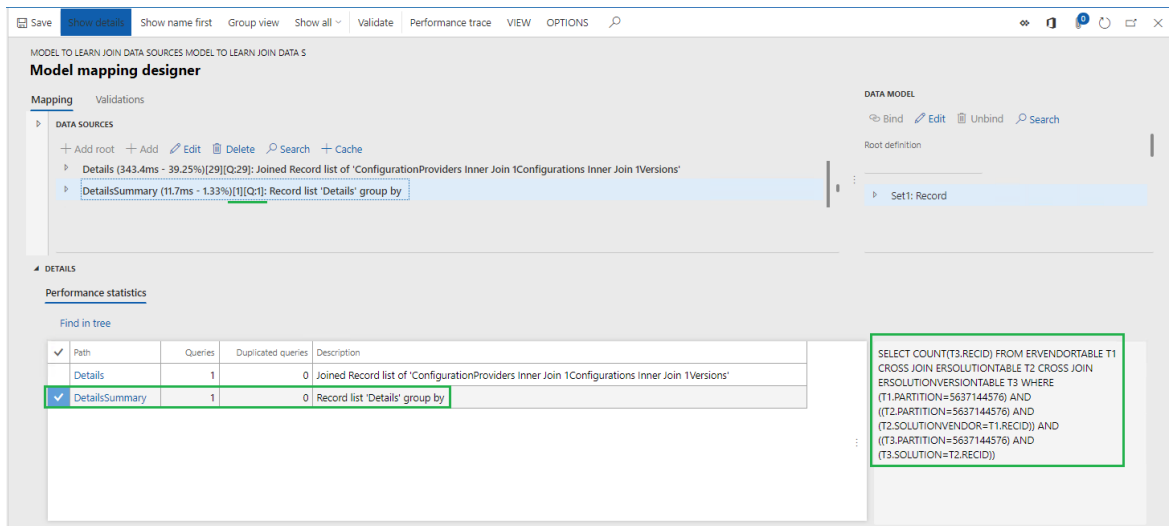 Save Show details Show name first Group view Show all Validate Performance trace VIEW OPTIONS 0
MODEL TO LEARN JOIN DATA SOURCES MODEL TO LEARN JOIN DATA S
Model mapping designer
Mapping Validations
DATA SOURCES
+ Add root + Add Edit Delete Search + Cache
Details (343.4ms - 39.25%)[29][Q:29]: Joined Record list of 'ConfigurationProviders Inner Join 1Configurations Inner Join 1Versions'
DetailsSummary (11.7ms - 1.33%)[1][Q:1]: Record list 'Details' group by
DATA MODEL
Bind Edit Unbind Search
Root definition
Set1: Record
DETAILS
Performance statistics
Find in tree
Path Queries Duplicated queries Description
Details 1 0 Joined Record list of 'ConfigurationProviders Inner Join 1Configurations Inner Join 1Versions'
DetailsSummary 1 0 Record list 'Details' group by
SELECT COUNT(T3.RECID) FROM ERVENDORTABLE T1
CROSS JOIN ERSOLUTIONTABLE T2 CROSS JOIN
ERSOLUTIONVERSIONTABLE T3 WHERE
(T1.PARTITION=5637144576) AND
((T2.PARTITION=5637144576) AND
(T2.SOLUTIONVENDOR=T1.RECID)) AND
((T3.PARTITION=5637144576) AND
(T3.SOLUTION=T2.RECID))